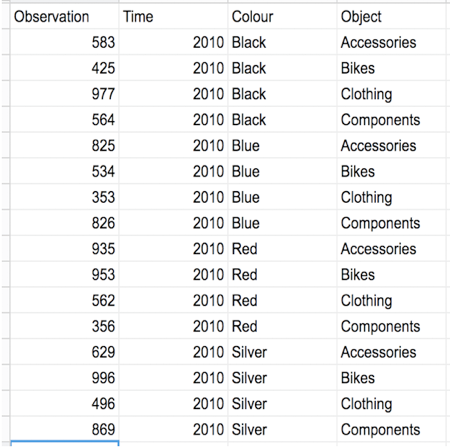 Observation Time Colour Object
583 2010 Black Accessories
425 2010 Black Bikes
977 2010 Black Clothing
564 2010 Black Components
825 2010 Blue Accessories
534 2010 Blue Bikes
353 2010 Blue Clothing
826 2010 Blue Components
935 2010 Red Accessories
953 2010 Red Bikes
562 2010 Red Clothing
356 2010 Red Components
629 2010 Silver Accessories
996 2010 Silver Bikes
496 2010 Silver Clothing
869 2010 Silver Components